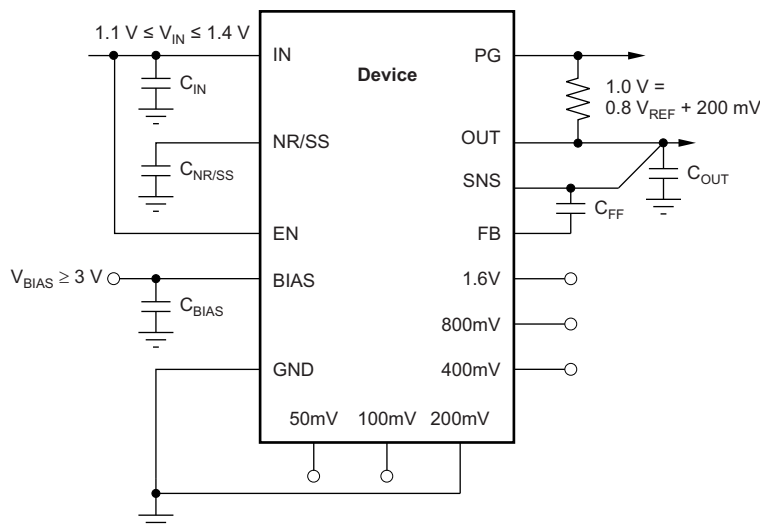 1.1 V ≤ V_IN ≤ 1.4 V
IN
PG
Device
C_IN
1.0 V =
0.8 V_REF + 200 mV
NR/SS
OUT
C_NR/SS
SNS
C_OUT
C_FF
EN
FB
V_BIAS ≥ 3 V
BIAS
1.6V
C_BIAS
800mV
GND
400mV
50mV 100mV 200mV